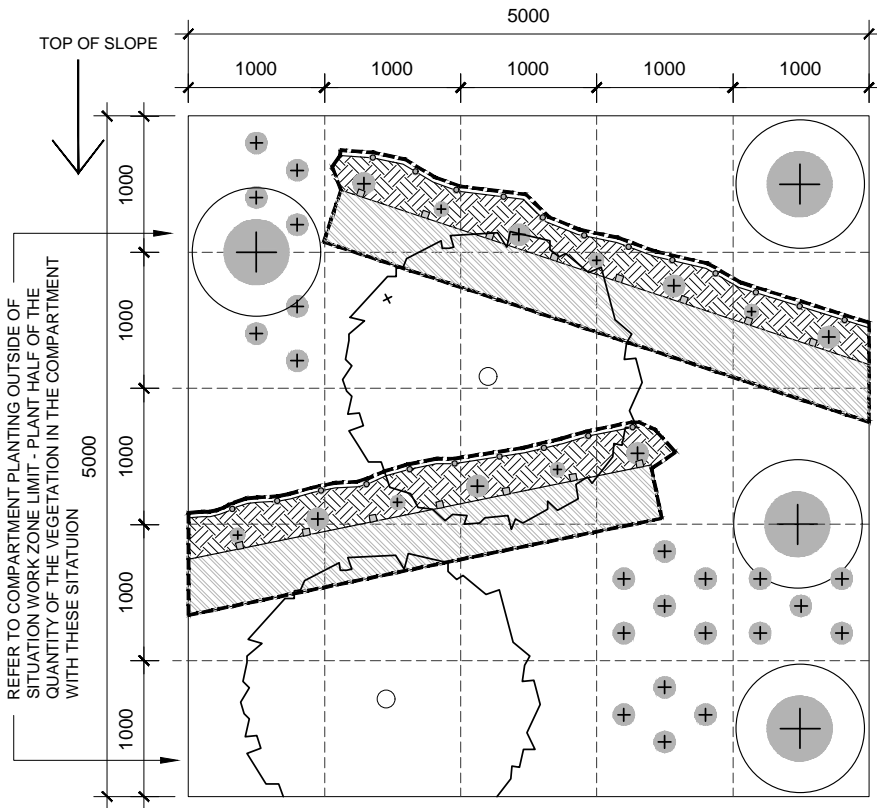 5000
TOP OF SLOPE
1000
1000
1000
1000
1000
1000
1000
1000
1000
1000
5000
REFER TO COMPARTMENT PLANTING OUTSIDE OF
SITUATION WORK ZONE LIMIT - PLANT HALF OF THE
QUANTITY OF THE VEGETATION IN THE COMPARTMENT
WITH THESE SITATUION